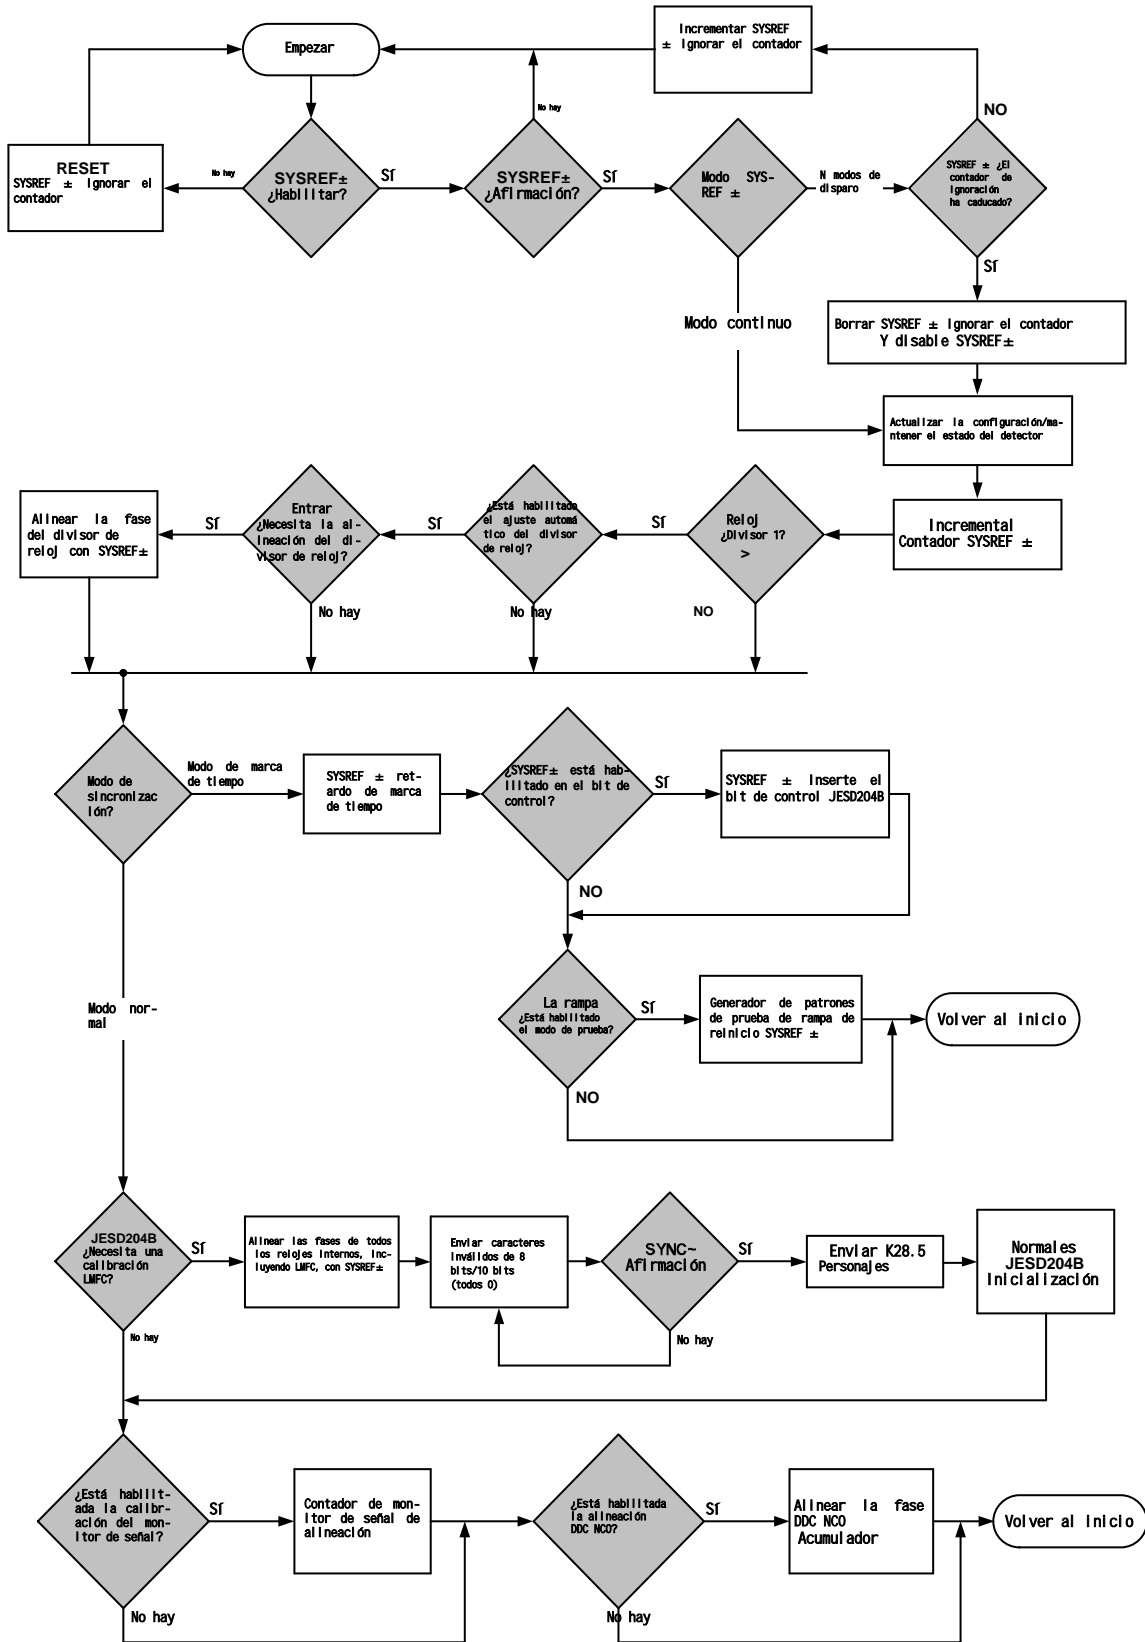 Empezar
Incrementar SYSREF
± Ignorar el contador
No hay
NO
RESET
SYSREF ± Ignorar el
contador
No hay
SYSREF±
¿Habilitar?
SÍ
SYSREF±
¿Afirmación?
SÍ
Modo SYS-
REF ±
N modos de
disparo
SYSREF ± ¿El
contador de
ignoración
ha caducado?
SÍ
Modo continuo
Borrar SYSREF ± Ignorar el contador
Y disable SYSREF±
Actualizar la configuración/ma-
ntener el estado del detector
Alinear la fase
del divisor de
reloj con SYSREF±
SÍ
Entrar
¿Necesita la al-
ineación del di-
visor de reloj?
SÍ
¿Está habilitado
el ajuste automá
tico del divisor
de reloj?
SÍ
Reloj
¿Divisor 1?
>
Incremental
Contador SYSREF ±
No hay
No hay
NO
Modo de
sincronizac
ión?
Modo de marca
de tiempo
SYSREF ± ret-
ardo de marca
de tiempo
¿SYSREF± está hab-
ilitado en el bit de
control?
SÍ
SYSREF ± Inserte el
bit de control JESD204B
NO
Modo nor-
mal
La rampa
¿Está habilitado
el modo de prueba?
SÍ
Generador de patrones
de prueba de rampa de
reinicio SYSREF ±
Volver al inicio
NO
JESD204B
¿Necesita una
calibración
LMFC?
SÍ
Alinear las fases de todos
los relojes internos, inc-
luyendo LMFC, con SYSREF±
Enviar caracteres
inválidos de 8
bits/10 bits
(todos 0)
SYNC~
Afirmación
SÍ
Enviar K28.5
Personajes
Normales
JESD204B
Inicialización
No hay
No hay
¿Está habilit-
ada la calibr-
ación del mon-
itor de señal?
SÍ
Contador de mon-
itor de señal de
alineación
¿Está habilitada
la alineación
DDC NCO?
SÍ
Alinear la fase
DDC NCO
Acumulador
Volver al inicio
No hay
No hay